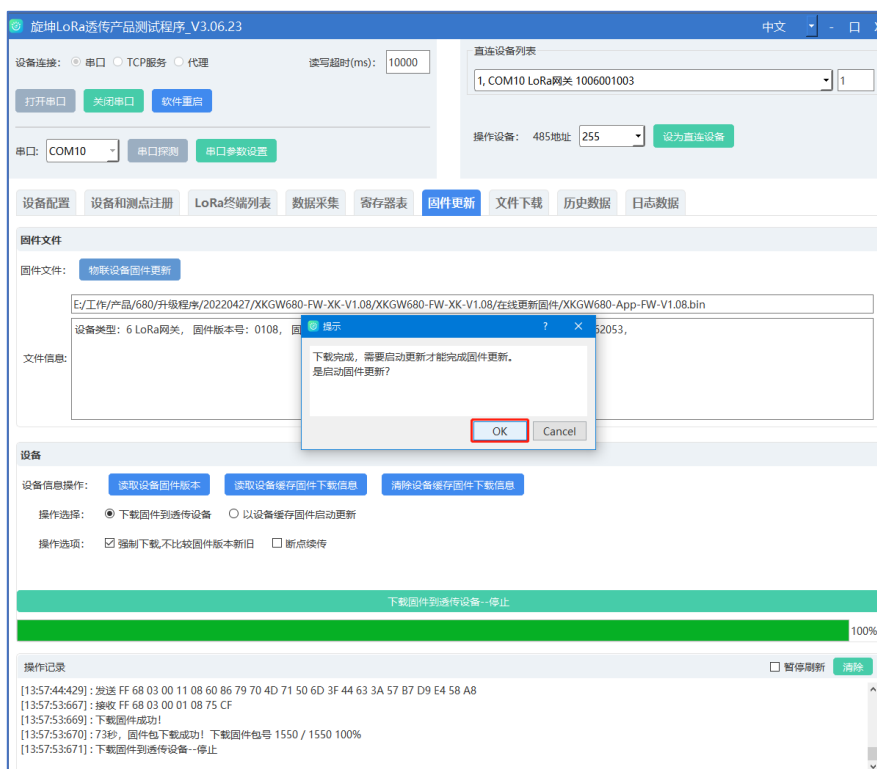 旋坤LoRa透传产品测试程序_V3.06.23 中文
设备连接: 串口 TCP服务 代理 读写超时(ms): 10000
直连设备列表
1, COM10 LoRa网关 1006001003 1
打开串口 关闭串口 软件重启
操作设备: 485地址 255 设为直连设备
串口: COM10 串口探测 串口参数设置
设备配置 设备和测点注册 LoRa终端列表 数据采集 寄存器表 固件更新 文件下载 历史数据 日志数据
固件文件
固件文件: 物联设备固件更新
E:/工作/产品/680/升级程序/20220427/XKGW680-FW-XK-V1.08/XKGW680-FW-XK-V1.08/在线更新固件/XKGW680-App-FW-V1.08.bin
文件信息:
设备类型: 6 LoRa网关, 固件版本号: 0108, 固 62053,
提示 ?
下载完成，需要启动更新才能完成固件更新。
是启动固件更新?
OK Cancel
设备
设备信息操作: 读取设备固件版本 读取设备缓存固件下载信息 清除设备缓存固件下载信息
操作选择: 下载固件到透传设备 以设备缓存固件启动更新
操作选项: 强制下载,不比较固件版本新旧 断点续传
下载固件到透传设备--停止
100%
操作记录 暂停刷新 清除
[13:57:44:429] : 发送 FF 68 03 00 11 08 60 86 79 70 4D 71 50 6D 3F 44 63 3A 57 B7 D9 E4 58 A8
[13:57:53:667] : 接收 FF 68 03 00 01 08 75 CF
[13:57:53:669] : 下载固件成功!
[13:57:53:670] : 73秒, 固件包下载成功! 下载固件包号 1550 / 1550 100%
[13:57:53:671] : 下载固件到透传设备--停止